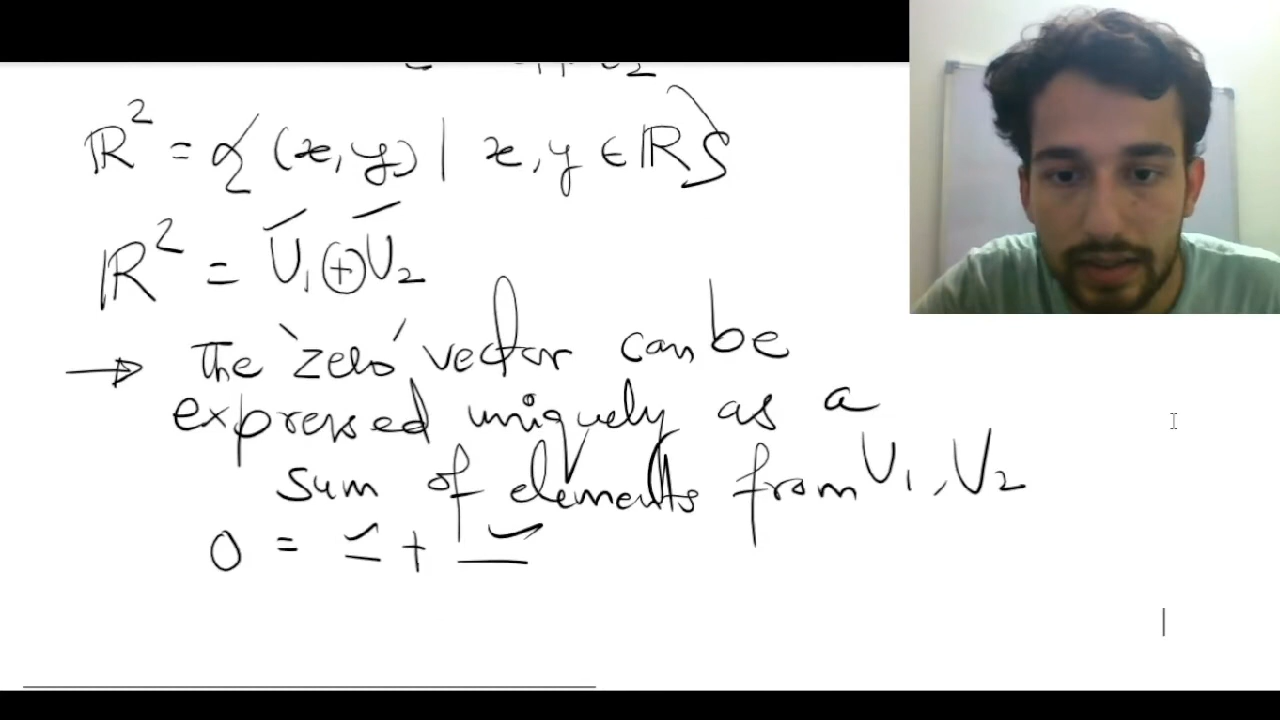 ℝ² = { (x, y) | x, y ∈ ℝ }
ℝ² = U₁ ⊕ U₂
→ The 'zero' vector can be
expressed uniquely as a
sum of elements from U₁, U₂
0 = _ + _